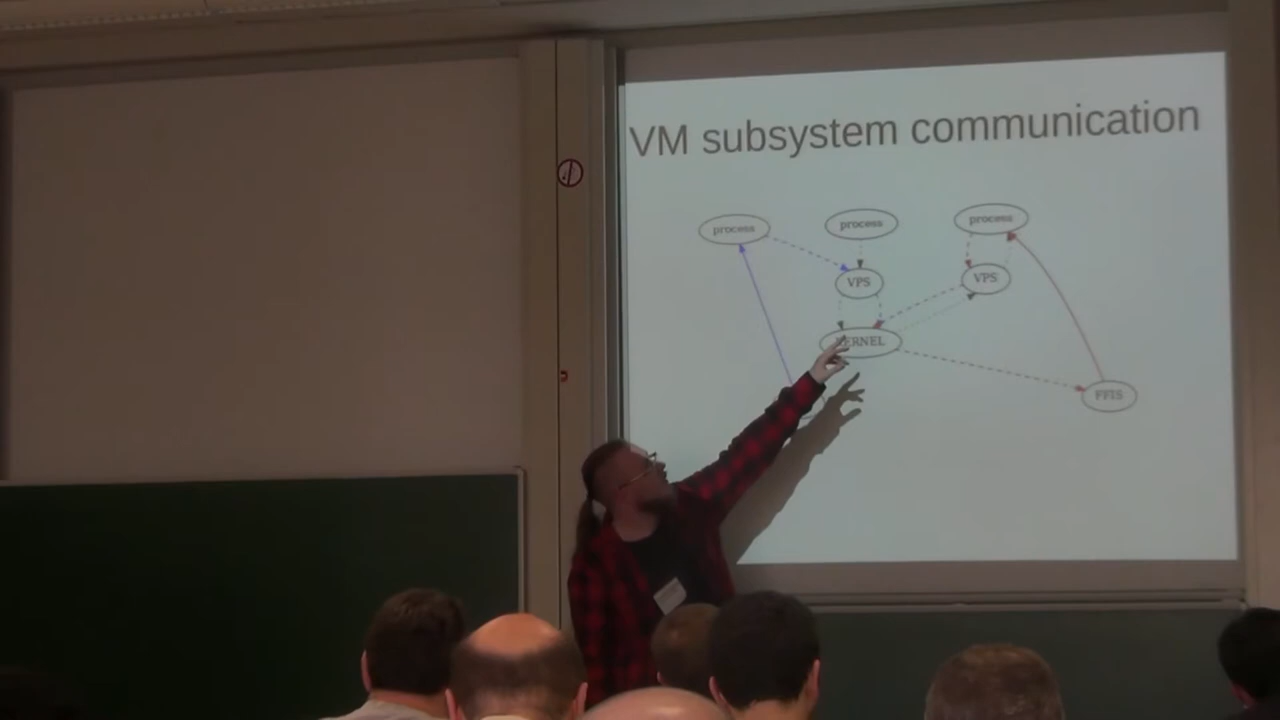 VM subsystem communication
process process process
VPS VPS
KERNEL
FFIS